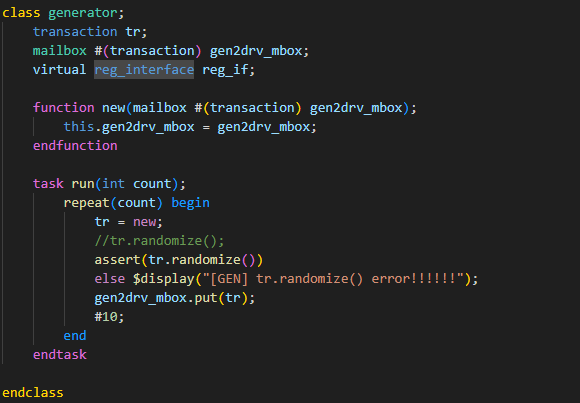 class generator;
    transaction tr;
    mailbox #(transaction) gen2drv_mbox;
    virtual reg_interface reg_if;

    function new(mailbox #(transaction) gen2drv_mbox);
        this.gen2drv_mbox = gen2drv_mbox;
    endfunction

    task run(int count);
        repeat(count) begin
            tr = new;
            //tr.randomize();
            assert(tr.randomize())
            else $display("[GEN] tr.randomize() error!!!!!!");
            gen2drv_mbox.put(tr);
            #10;
        end
    endtask

endclass